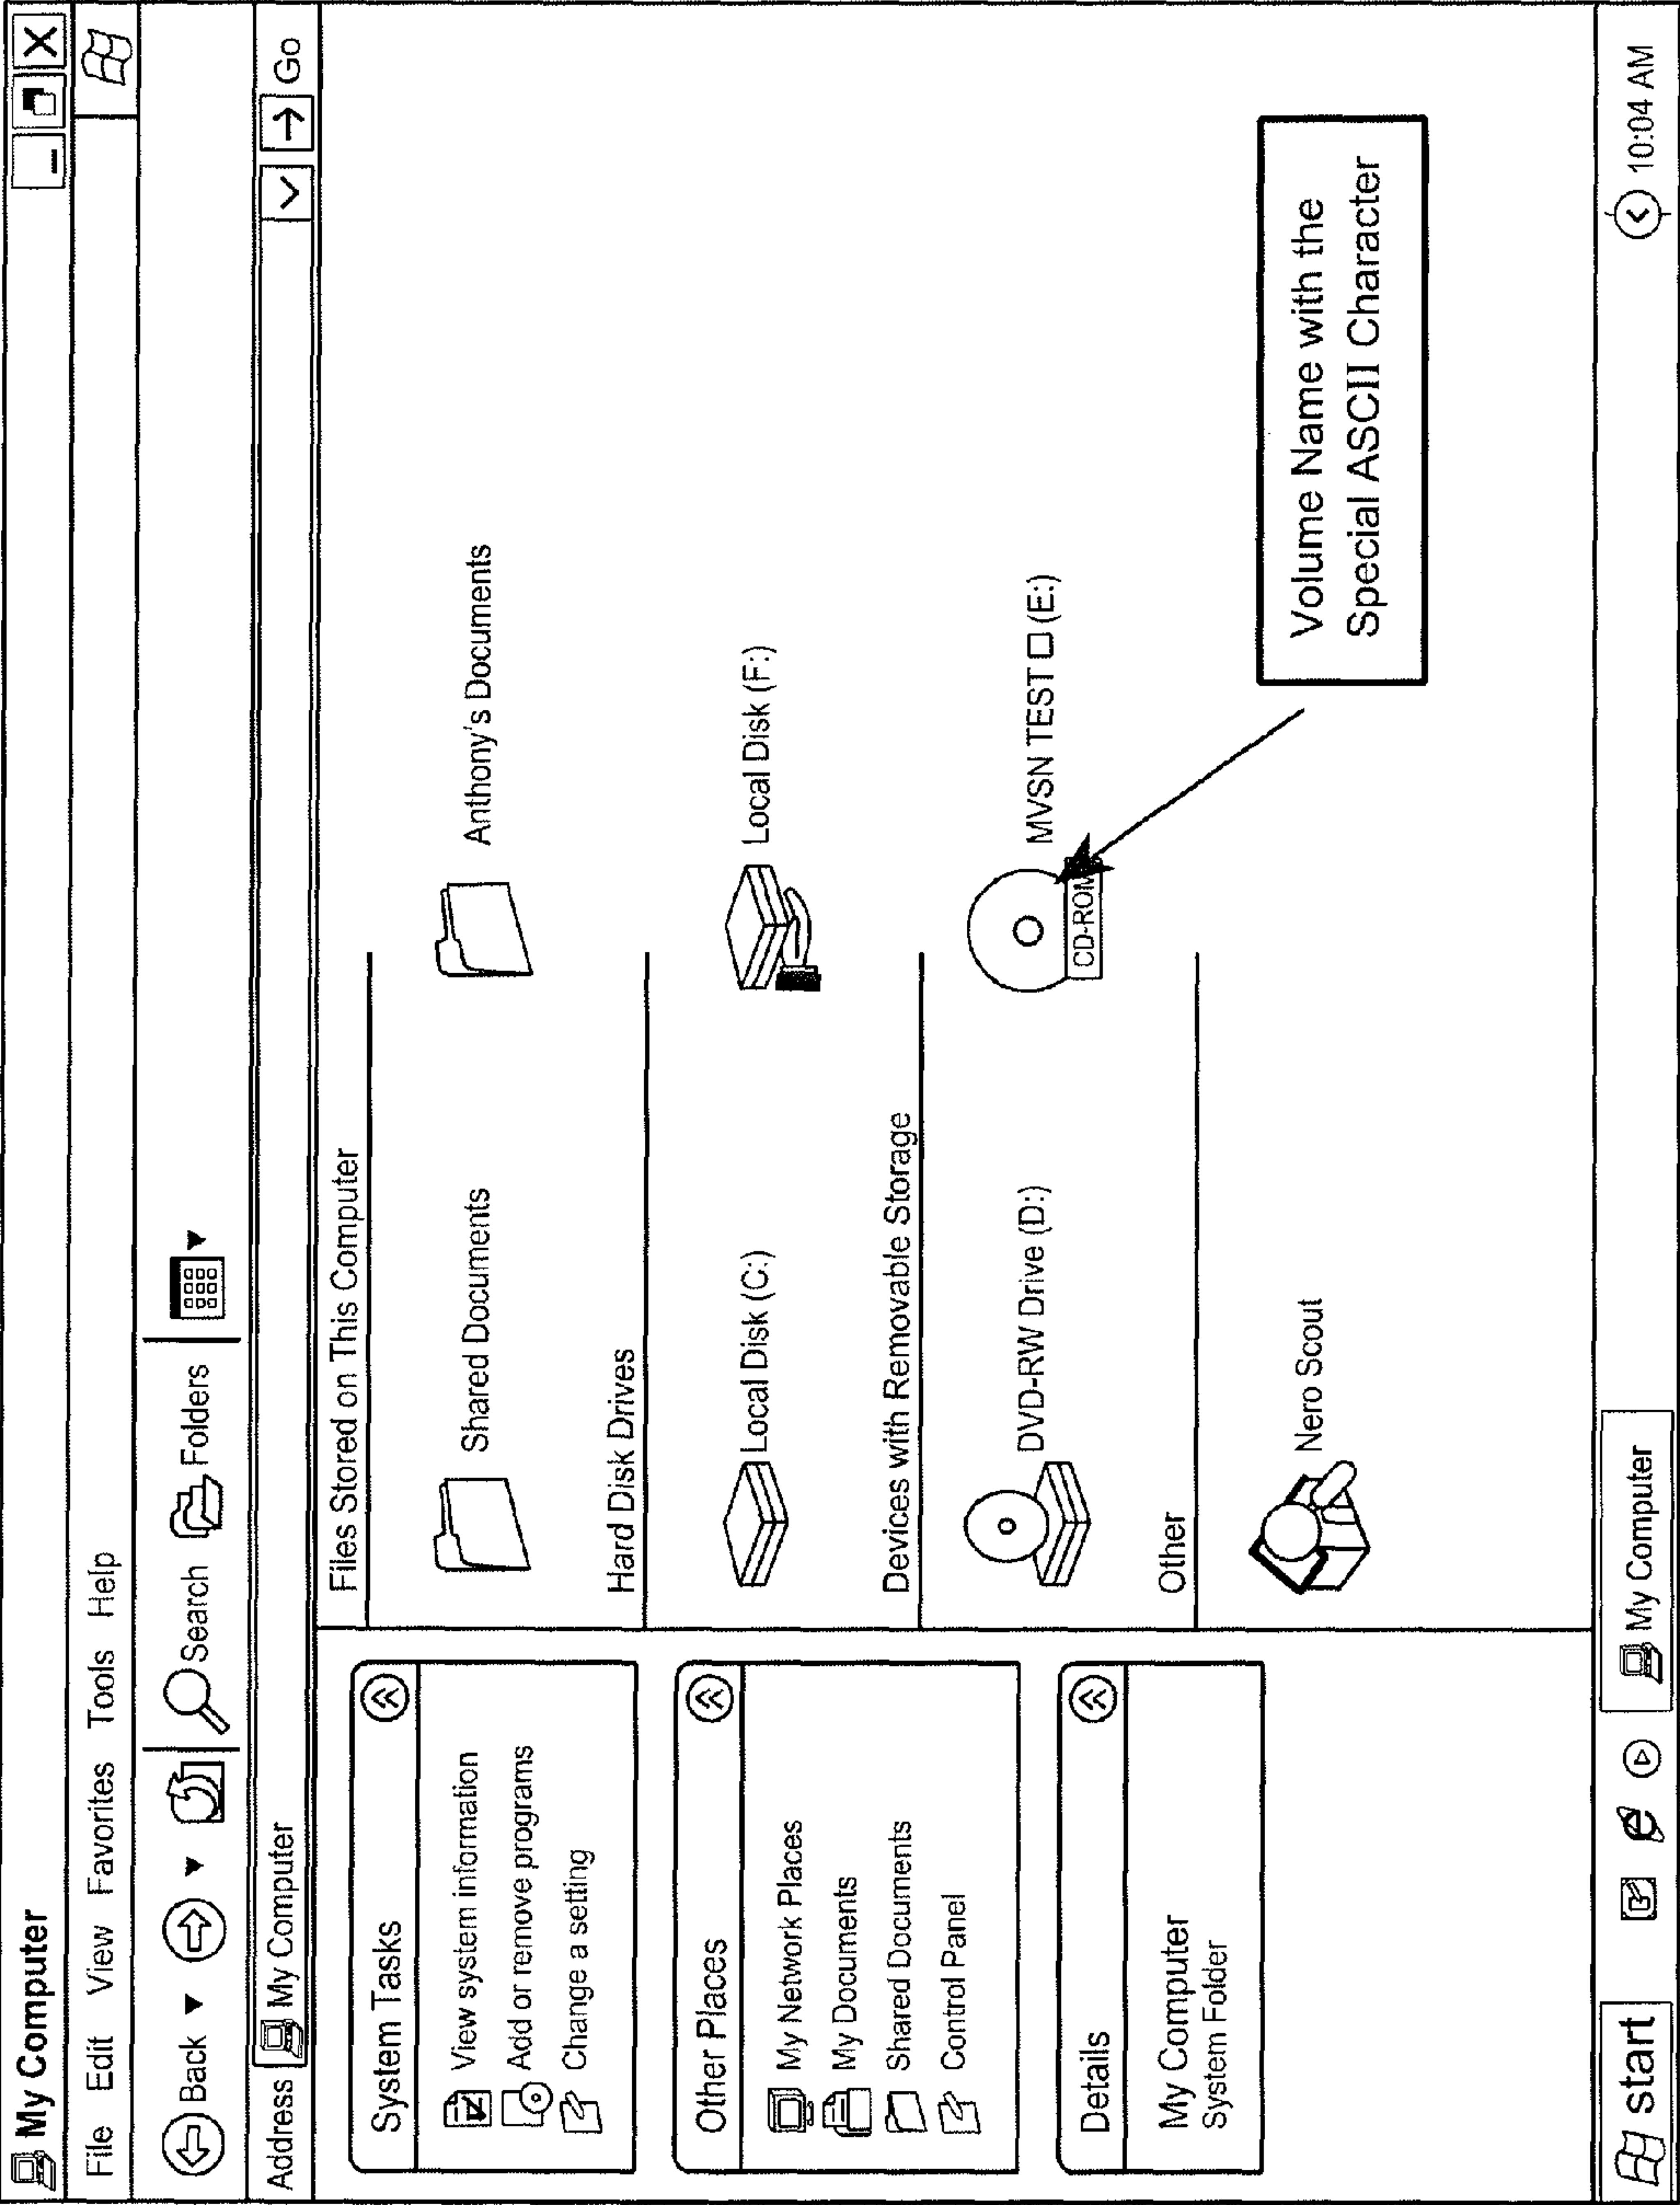 My Computer
File Edit View Favorites Tools Help
Back Search Folders
Address My Computer Go
System Tasks
View system information
Add or remove programs
Change a setting
Other Places
My Network Places
My Documents
Shared Documents
Control Panel
Details
My Computer
System Folder
Files Stored on This Computer
Shared Documents Anthony's Documents
Hard Disk Drives
Local Disk (C:) Local Disk (F:)
Devices with Removable Storage
DVD-RW Drive (D:) MVSN TEST□(E:)
CD-ROM
Other
Nero Scout
Volume Name with the
Special ASCII Character
start My Computer 10:04 AM